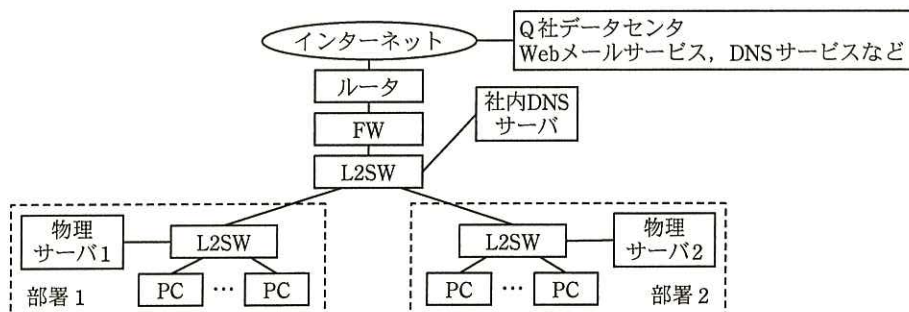 インターネット
Q社データセンタ
Webメールサービス，DNSサービスなど
ルータ
社内DNS
サーバ
FW
L2SW
物理
サーバ1
L2SW
PC … PC
部署1
L2SW
物理
サーバ2
PC … PC
部署2